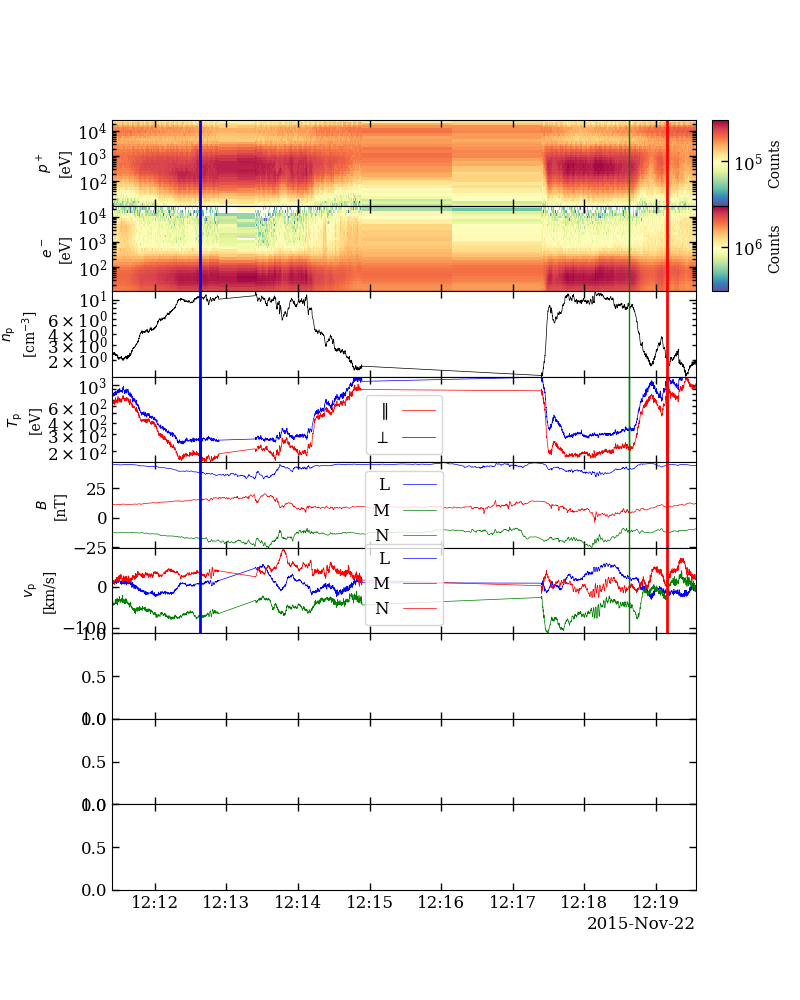 10^4
10^3
10^2
p^+
[eV]
10^5
Counts
10^4
10^3
10^2
e^-
[eV]
10^6
Counts
10^1
6 × 10^0
4 × 10^0
3 × 10^0
2 × 10^0
n_p
[cm^{-3}]
10^3
6 × 10^2
4 × 10^2
3 × 10^2
2 × 10^2
T_p
[eV]
∥
⊥
25
0
−25
B
[nT]
L
M
N
0
−100
v_p
[km/s]
L
M
N
1.0
0.5
0.0
1.0
0.5
0.0
1.0
0.5
0.0
12:12 12:13 12:14 12:15 12:16 12:17 12:18 12:19
2015-Nov-22